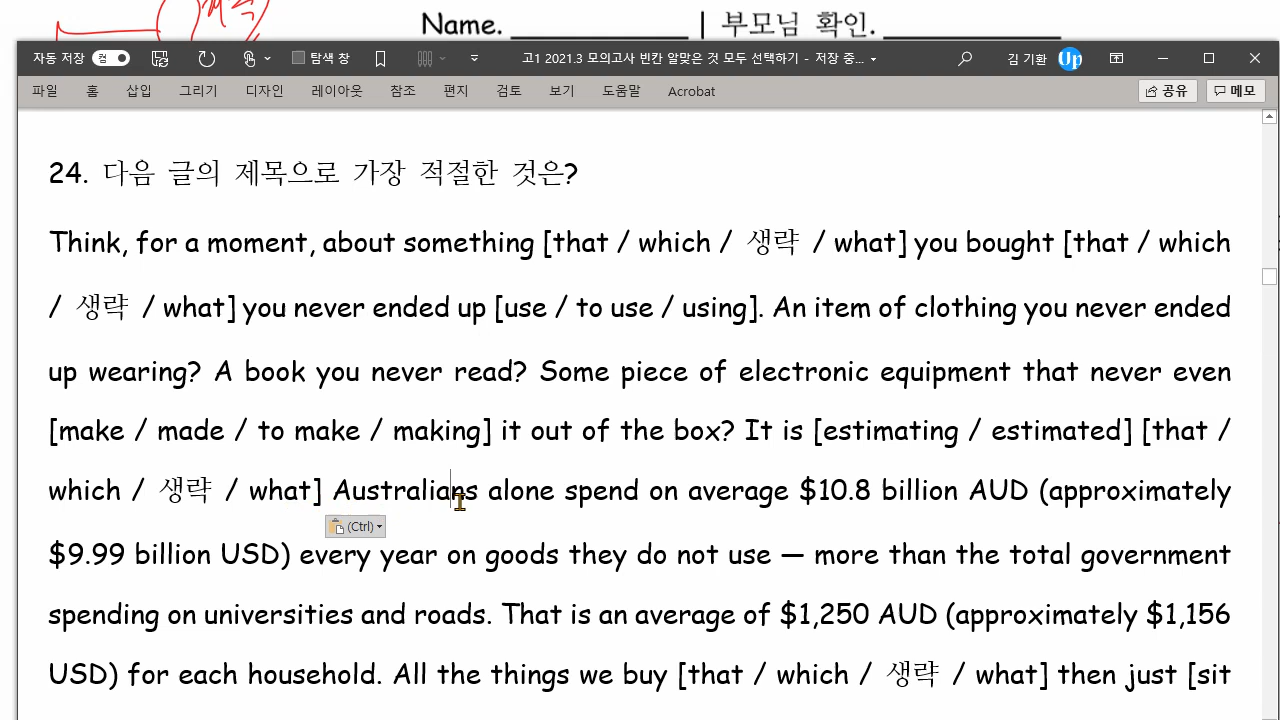 Name. ____________ | 부모님 확인. ____________
자동 저장 컴 탐색 창 고1 2021.3 모의고사 빈칸 알맞은 것 모두 선택하기 - 저장 중... 김 기환 Up
파일 홈 삽입 그리기 디자인 레이아웃 참조 편지 검토 보기 도움말 Acrobat 공유 메모
24. 다음 글의 제목으로 가장 적절한 것은?
Think, for a moment, about something [that / which / 생략 / what] you bought [that / which
/ 생략 / what] you never ended up [use / to use / using]. An item of clothing you never ended
up wearing? A book you never read? Some piece of electronic equipment that never even
[make / made / to make / making] it out of the box? It is [estimating / estimated] [that /
which / 생략 / what] Australians alone spend on average $10.8 billion AUD (approximately
(Ctrl)
$9.99 billion USD) every year on goods they do not use — more than the total government
spending on universities and roads. That is an average of $1,250 AUD (approximately $1,156
USD) for each household. All the things we buy [that / which / 생략 / what] then just [sit